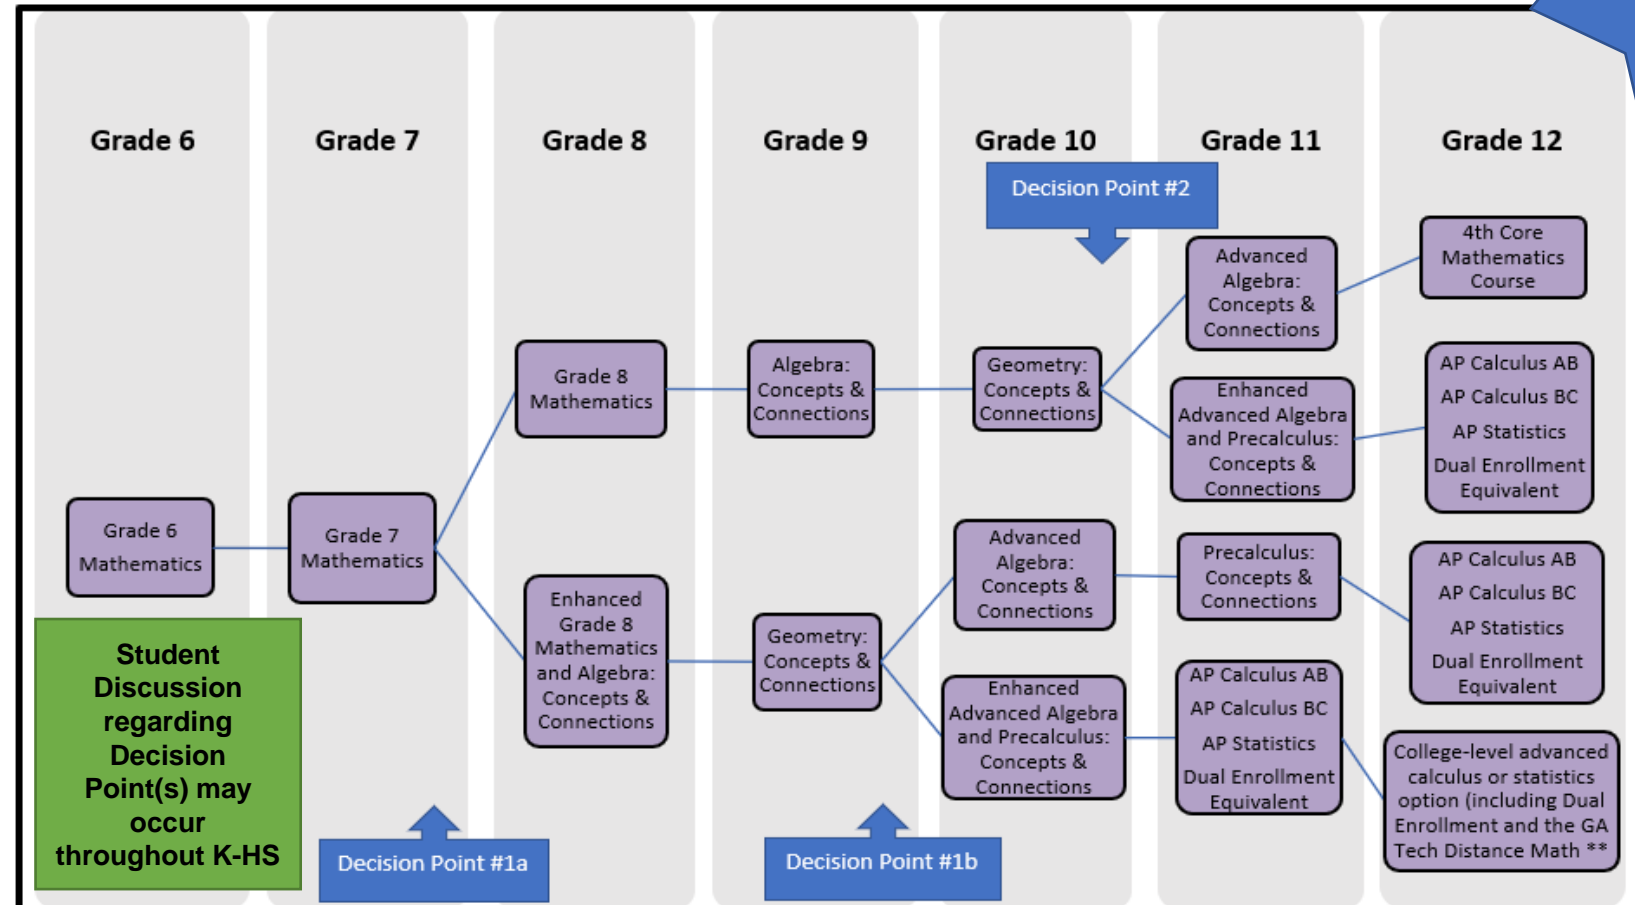 Grade 6
Grade 7
Grade 8
Grade 9
Grade 10
Grade 11
Grade 12
Decision Point #2
4th Core
Mathematics
Course
Advanced
Algebra:
Concepts &
Connections
Grade 8
Mathematics
Algebra:
Concepts &
Connections
Geometry:
Concepts &
Connections
Enhanced
Advanced Algebra
and Precalculus:
Concepts &
Connections
AP Calculus AB
AP Calculus BC
AP Statistics
Dual Enrollment
Equivalent
Grade 6
Mathematics
Grade 7
Mathematics
Enhanced
Grade 8
Mathematics
and Algebra:
Concepts &
Connections
Geometry:
Concepts &
Connections
Advanced
Algebra:
Concepts &
Connections
Precalculus:
Concepts &
Connections
AP Calculus AB
AP Calculus BC
AP Statistics
Dual Enrollment
Equivalent
Enhanced
Advanced Algebra
and Precalculus:
Concepts &
Connections
AP Calculus AB
AP Calculus BC
AP Statistics
Dual Enrollment
Equivalent
College-level advanced
calculus or statistics
option (including Dual
Enrollment and the GA
Tech Distance Math **
Student
Discussion
regarding
Decision
Point(s) may
occur
throughout K-HS
Decision Point #1a
Decision Point #1b